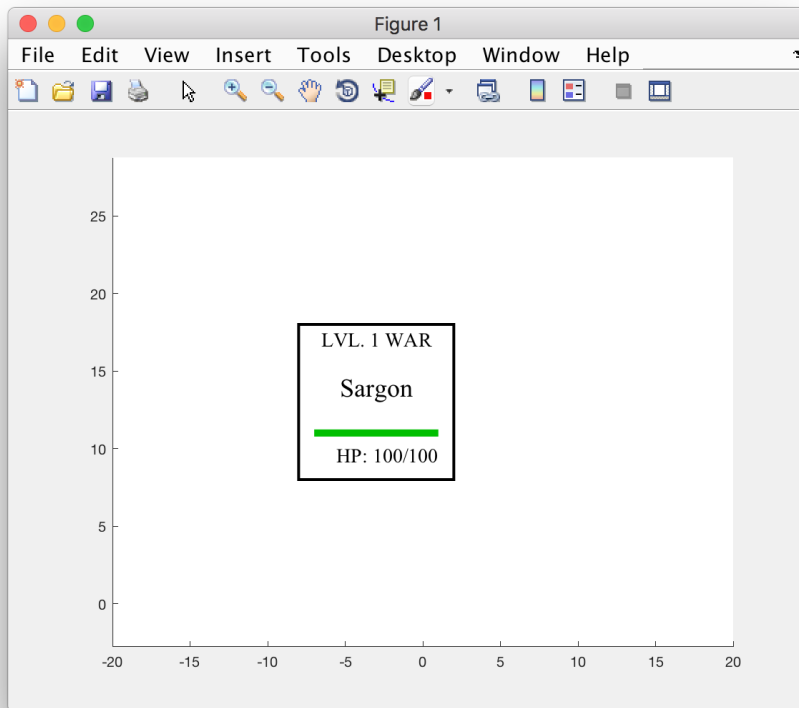 Figure 1
File Edit View Insert Tools Desktop Window Help
25
20
15
10
5
0
LVL. 1 WAR
Sargon
HP: 100/100
-20 -15 -10 -5 0 5 10 15 20